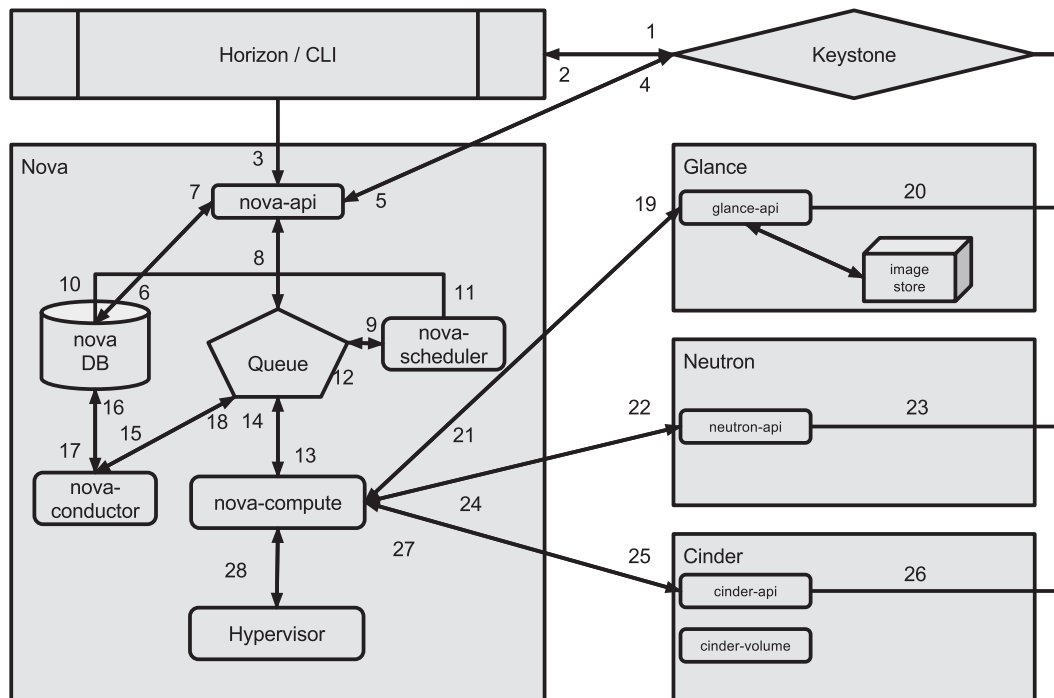 1
Horizon / CLI
Keystone
2
4
3
Nova
Glance
7
nova-api
5
19
glance-api
20
8
10
6
11
image
store
9
nova
DB
nova-
scheduler
Queue
12
Neutron
16
18
14
15
22
neutron-api
23
21
17
13
nova-
conductor
nova-compute
24
27
25
Cinder
28
cinder-api
26
Hypervisor
cinder-volume